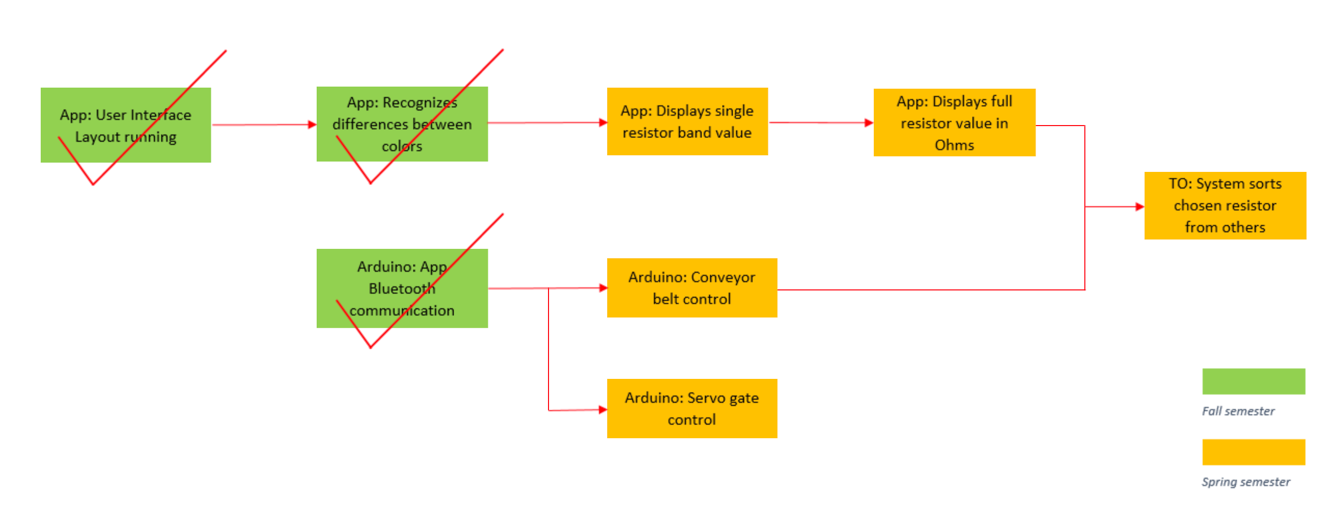 App: User Interface
Layout running
App: Recognizes
differences between
colors
App: Displays single
resistor band value
App: Displays full
resistor value in
Ohms
TO: System sorts
chosen resistor
from others
Arduino: App
Bluetooth
communication
Arduino: Conveyor
belt control
Arduino: Servo gate
control
Fall semester
Spring semester